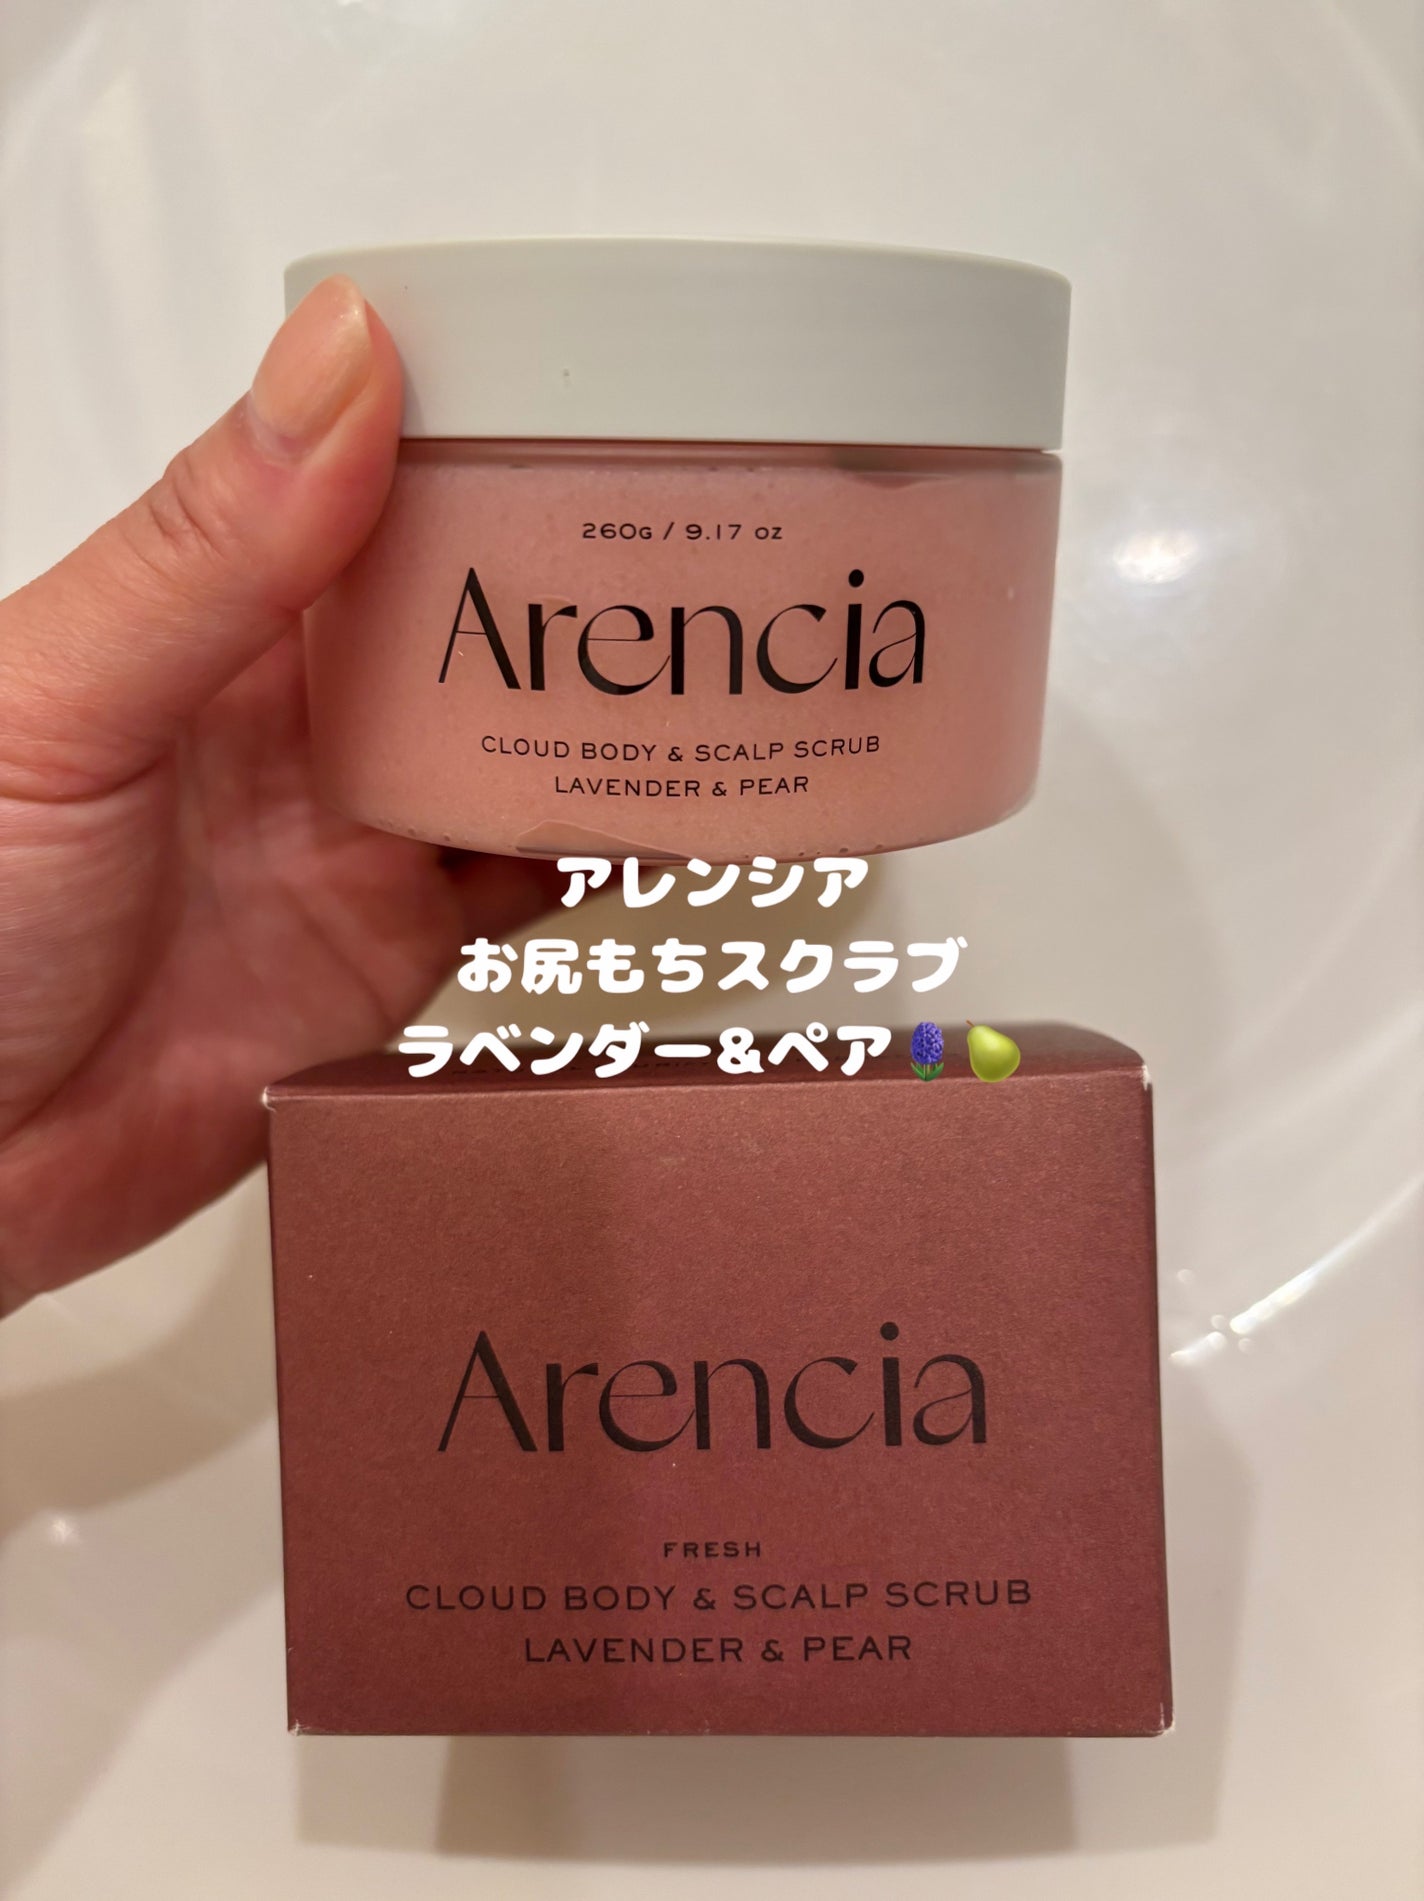 260G / 9.17 oz
Arencia
CLOUD BODY & SCALP SCRUB
LAVENDER & PEAR
アレンシア
お尻もちスクラブ
ラベンダー&ペア🪻🍐
Arencia
FRESH
CLOUD BODY & SCALP SCRUB
LAVENDER & PEAR